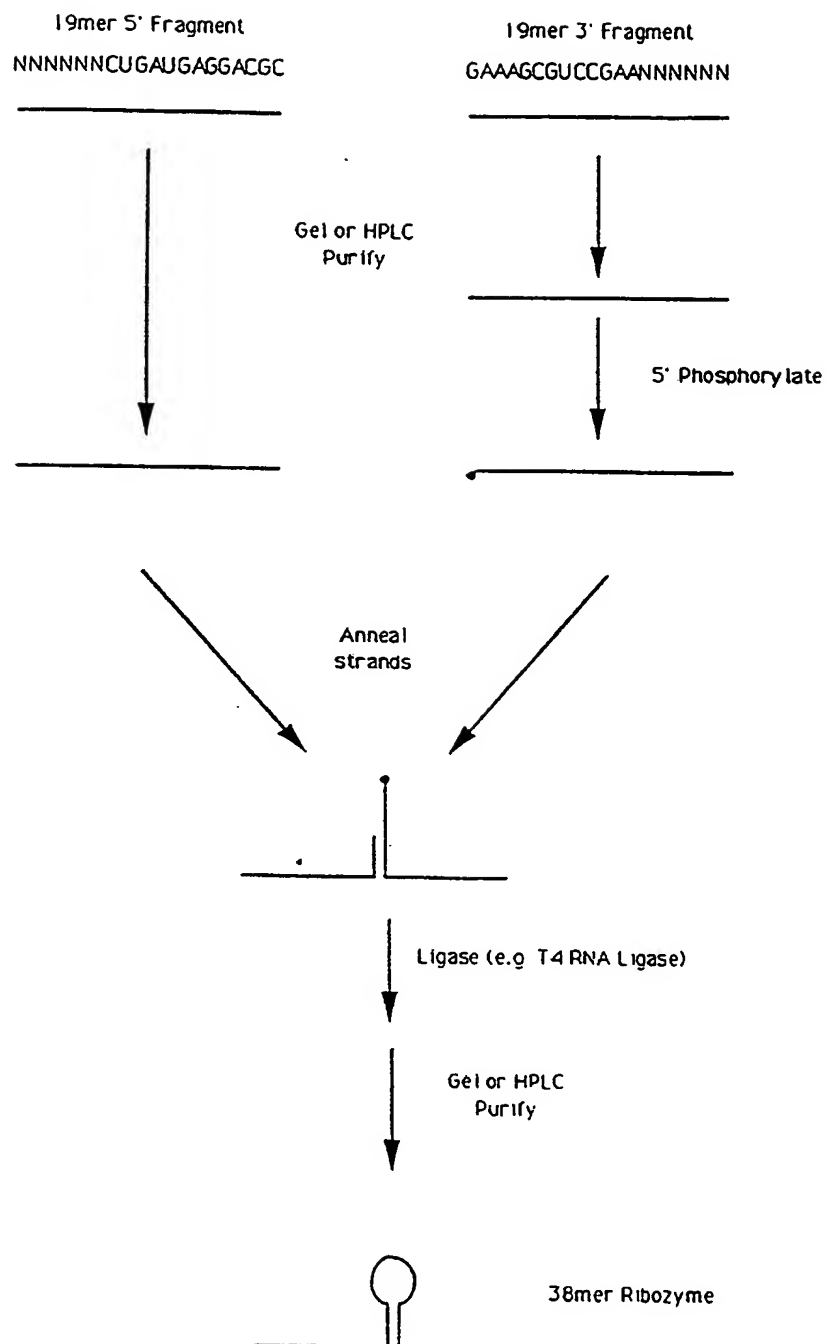 19mer 5' Fragment
NNNNNNCUGAUGAGGACGC
19mer 3' Fragment
GAAAGCGUCCGAANNNNNN
Gel or HPLC
Purify
5' Phosphorylate
Anneal
strands
Ligase (e.g T4 RNA Ligase)
Gel or HPLC
Purify
38mer Ribozyme